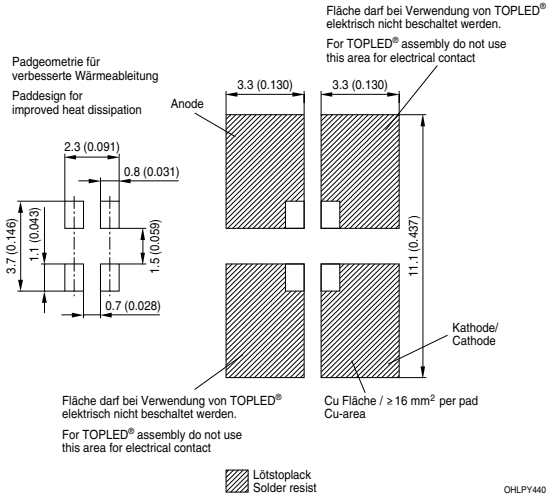 Fläche darf bei Verwendung von TOPLED®
elektrisch nicht beschaltet werden.
For TOPLED® assembly do not use
this area for electrical contact
Padgeometrie für
verbesserte Wärmeableitung
Paddesign for
improved heat dissipation
Anode
3.3 (0.130)
3.3 (0.130)
2.3 (0.091)
0.8 (0.031)
3.7 (0.146)
1.1 (0.043)
1.5 (0.059)
0.7 (0.028)
11.1 (0.437)
Kathode/
Cathode
Fläche darf bei Verwendung von TOPLED®
elektrisch nicht beschaltet werden.
For TOPLED® assembly do not use
this area for electrical contact
Cu Fläche / ≥ 16 mm² per pad
Cu-area
Lötstoplack
Solder resist
OHLPY440